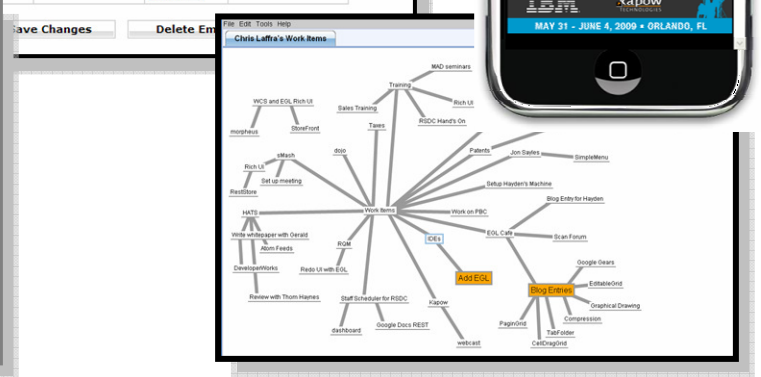 Save Changes
Delete Em
IBM
Kapow
TECHNOLOGIES
MAY 31 - JUNE 4, 2009 • ORLANDO, FL
File Edit Tools Help
Chris Laffra's Work Items
MAD seminars
Training
WCS and EGL Rich UI
Sales Training
Rich UI
morpheus
StoreFront
Taxes
RSDC Hand's On
sMash
dojo
Patents
Jon Sayles
SimpleMenu
Rich UI
Set up meeting
Setup Hayden's Machine
RestStore
Blog Entry for Hayden
HATS
Work Items
Work on PBC
Write whitepaper with Gerald
IDEs
EGL Cafe
Scan Forum
Atom Feeds
RQM
Google Gears
DeveloperWorks
Redo UI with EGL
Add EGL
EditableGrid
Blog Entries
Review with Thom Haynes
Staff Scheduler for RSDC
Kapow
Graphical Drawing
Compression
dashboard
Google Docs REST
PaginGrid
TabFolder
webcast
CellDragGrid